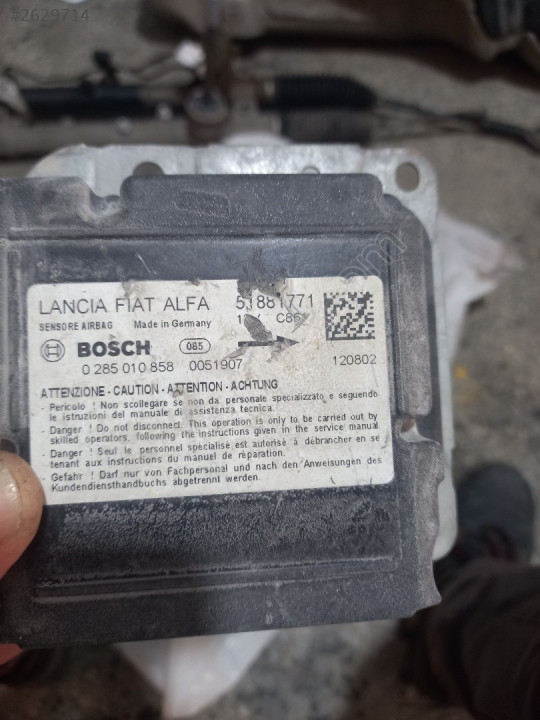 #2629714
LANCIA FIAT ALFA 51881771
SENSORE AIRBAG Made in Germany
BOSCH 085
0 285 010 858 0051907 120802
ATTENZIONE - CAUTION - ATTENTION - ACHTUNG
- Pericolo ! Non scollegare se non da personale specializzato e seguendo
le istruzioni del manuale di assistenza tecnica.
- Danger ! Do not disconnect. This operation is only to be carried out by
skilled operators, following the instructions given in the service manual
- Danger ! Seul le personnel spécialisé est autorisé à débrancher en se
tenant aux instructions du manuel de réparation.
- Gefahr ! Darf nur von Fachpersonal und nach den Anweisungen des
Kundendiensthandbuchs abgetrennt werden.